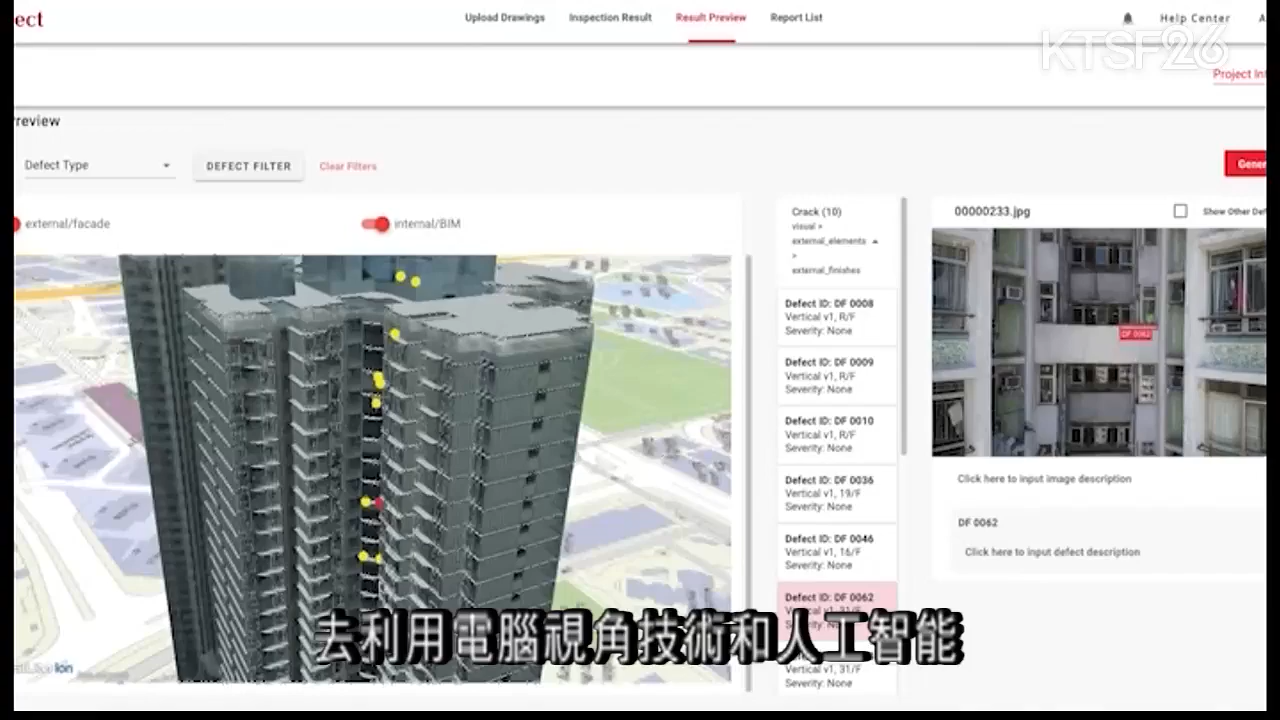 ect
Upload Drawings
Inspection Result
Result Preview
Report List
Help Center
A
KTSF26
Project In
review
Defect Type
DEFECT FILTER
Clear Filters
Gener
external/facade
internal/BIM
Crack (10)
visual >
external_elements
>
external_finishes
Defect ID: DF 0008
Vertical v1, R/F
Severity: None
Defect ID: DF 0009
Vertical v1, R/F
Severity: None
Defect ID: DF 0010
Vertical v1, R/F
Severity: None
Defect ID: DF 0036
Vertical v1, 19/F
Severity: None
Defect ID: DF 0046
Vertical v1, 16/F
Severity: None
Defect ID: DF 0062
Vertical v1, 31/F
Vertical v1, 31/F
Severity: None
00000233.jpg
Show Other Def
DF 0062
Click here to input image description
DF 0062
Click here to input defect description
ion
去利用電腦視角技術和人工智能